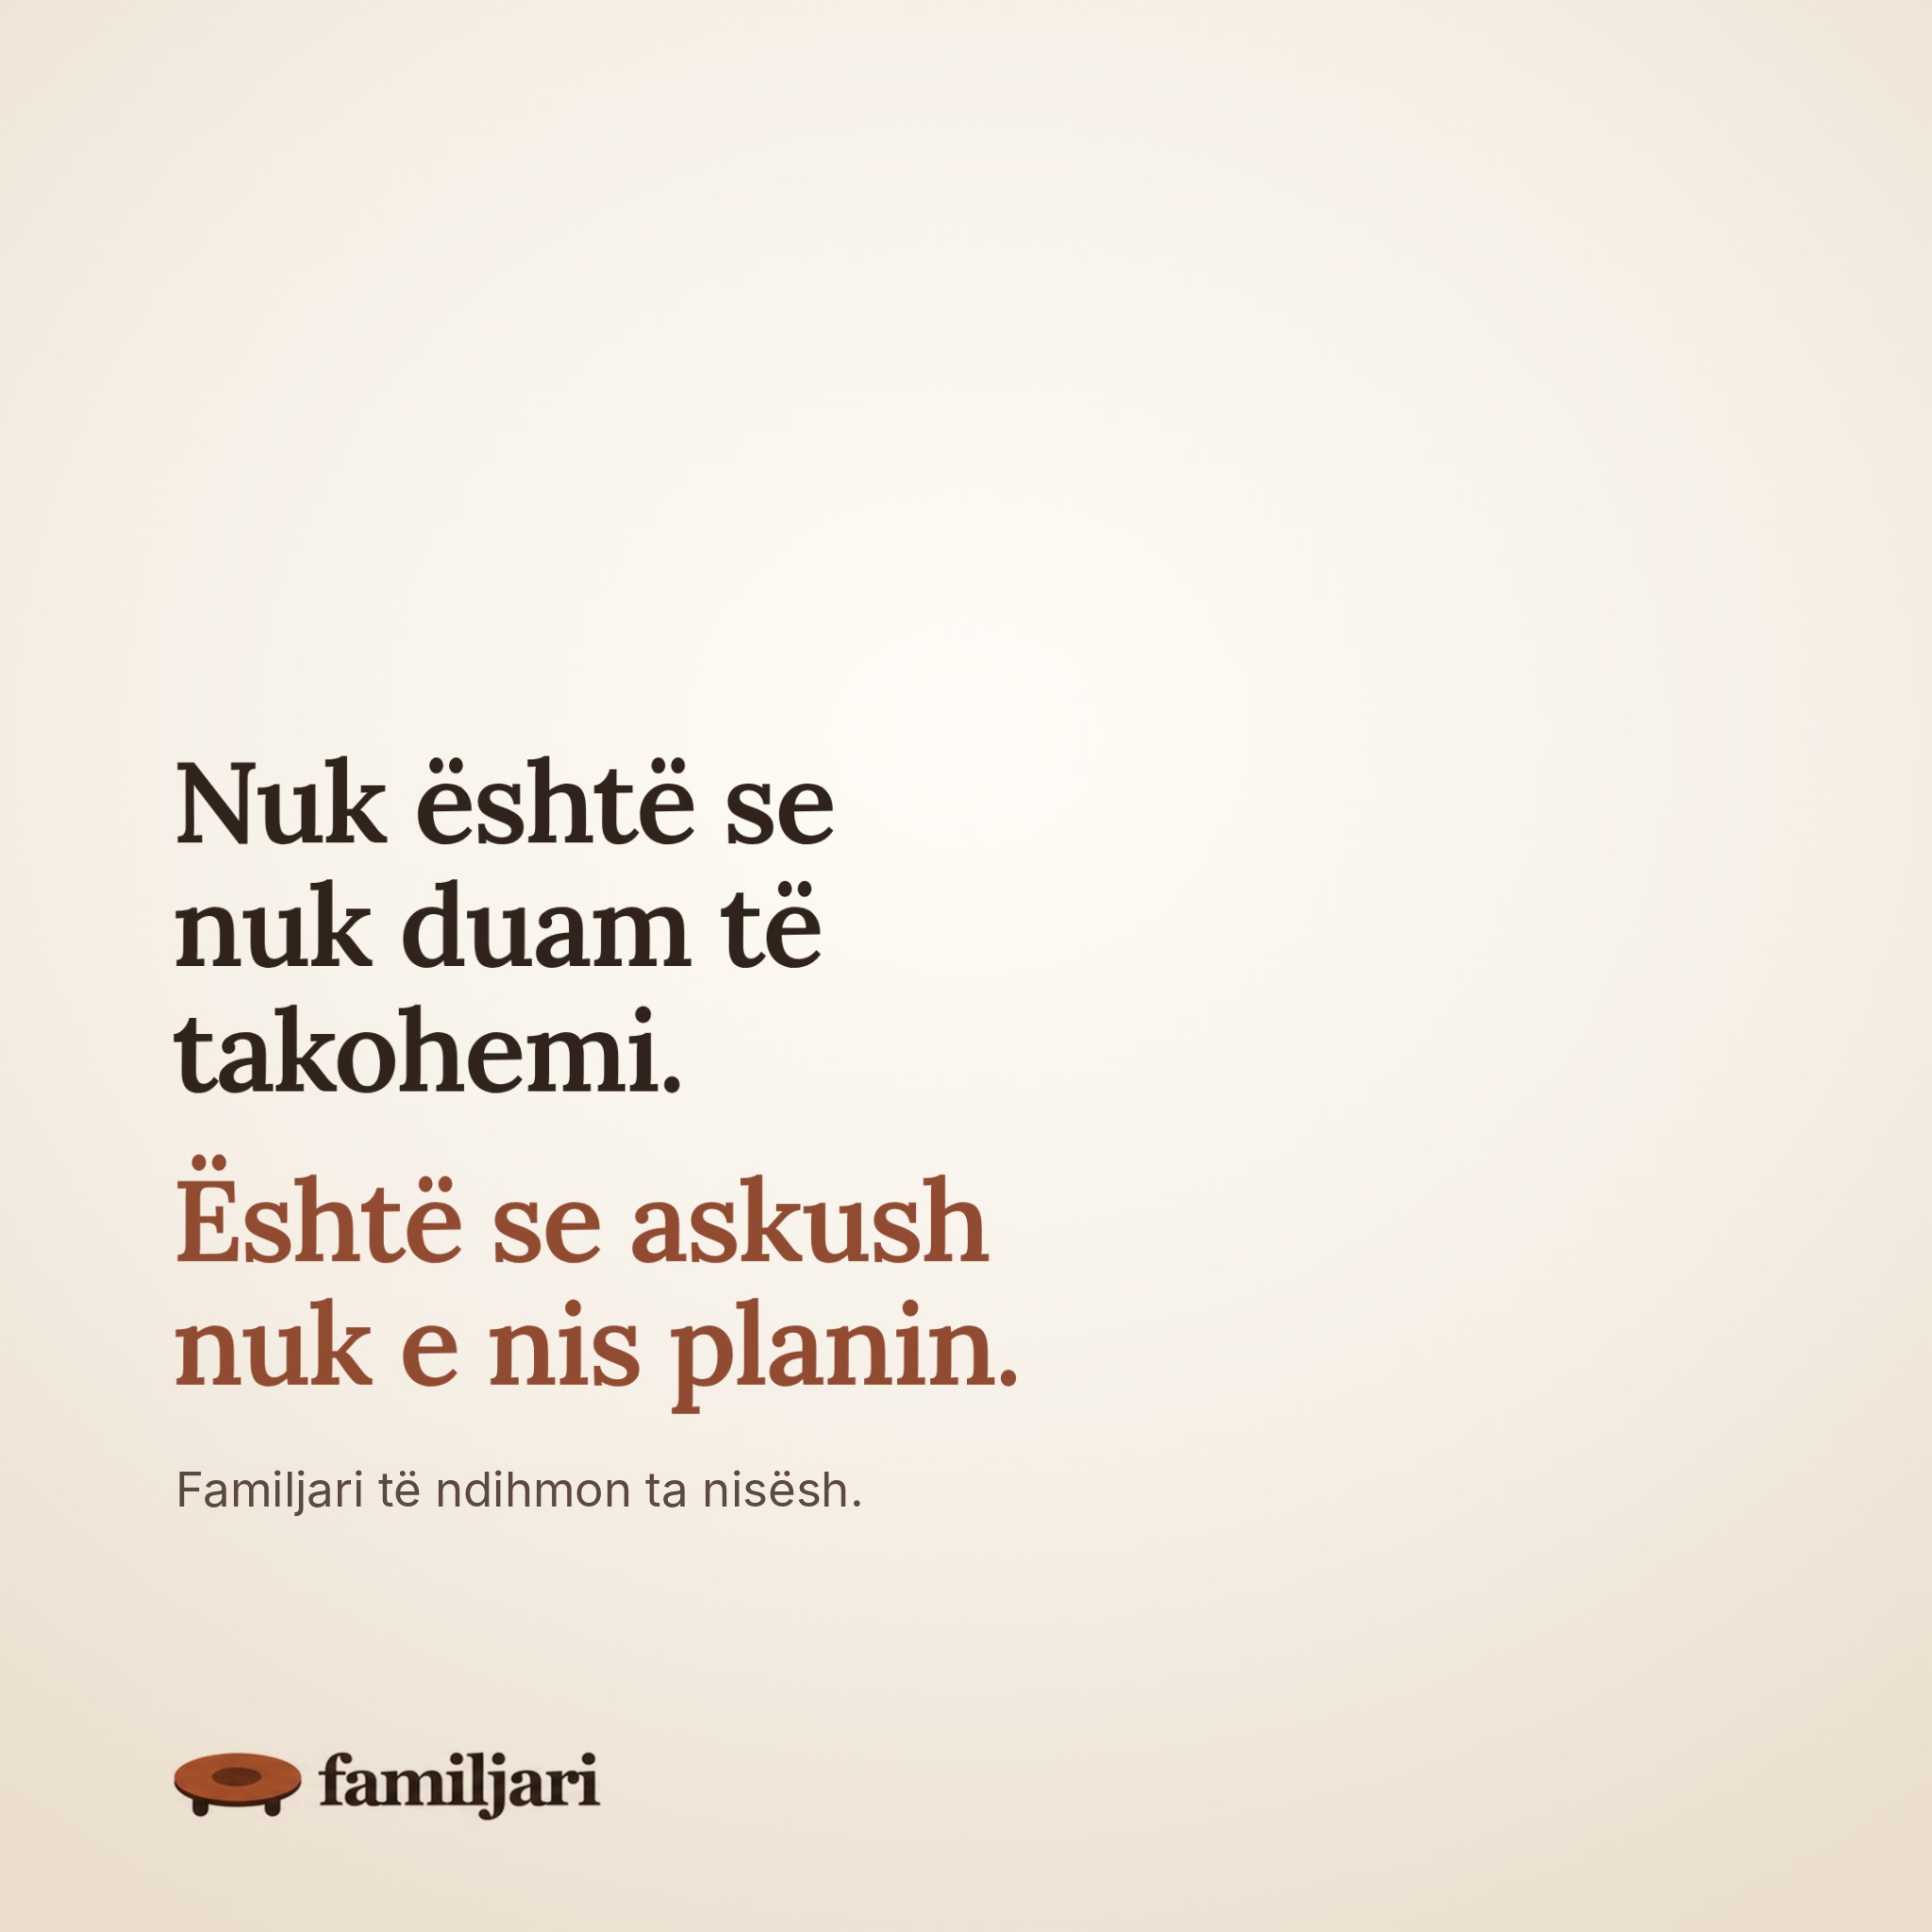 Nuk është se
nuk duam të
takohemi.
Është se askush
nuk e nis planin.
Familjari të ndihmon ta nisësh.
familjari